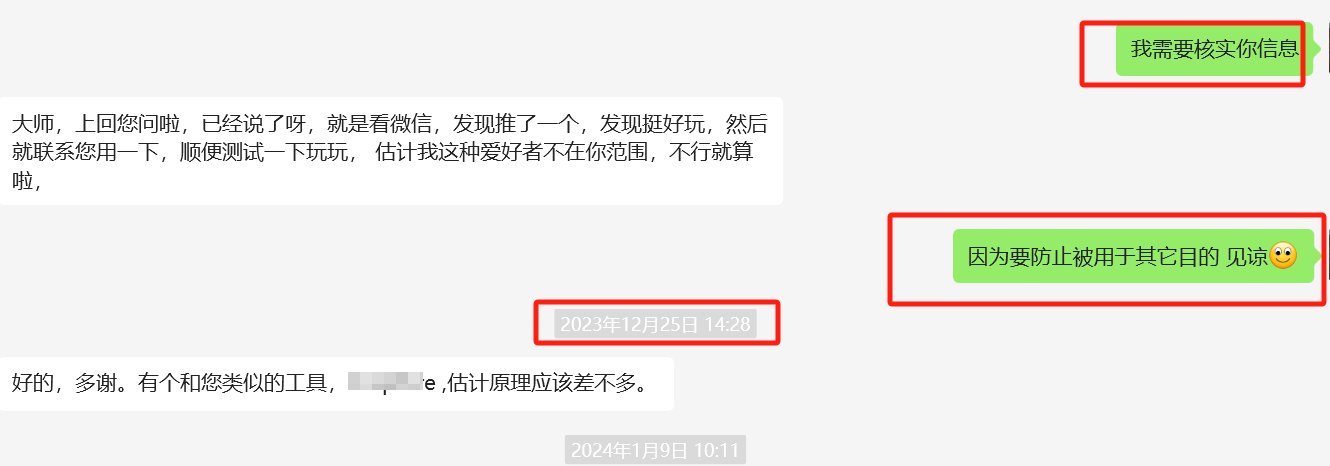 我需要核实你信息
大师，上回您问啦，已经说了呀，就是看微信，发现推了一个，发现挺好玩，然后
就联系您用一下，顺便测试一下玩玩， 估计我这种爱好者不在你范围，不行就算
啦，
因为要防止被用于其它目的 见谅
2023年12月25日 14:28
好的，多谢。有个和您类似的工具， e ,估计原理应该差不多。
2024年1月9日 10:11